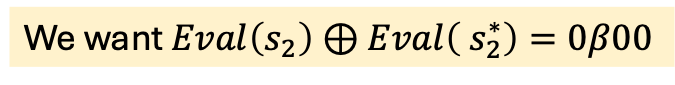 We want Eval(s₂) ⊕ Eval( s₂*) = 0β00